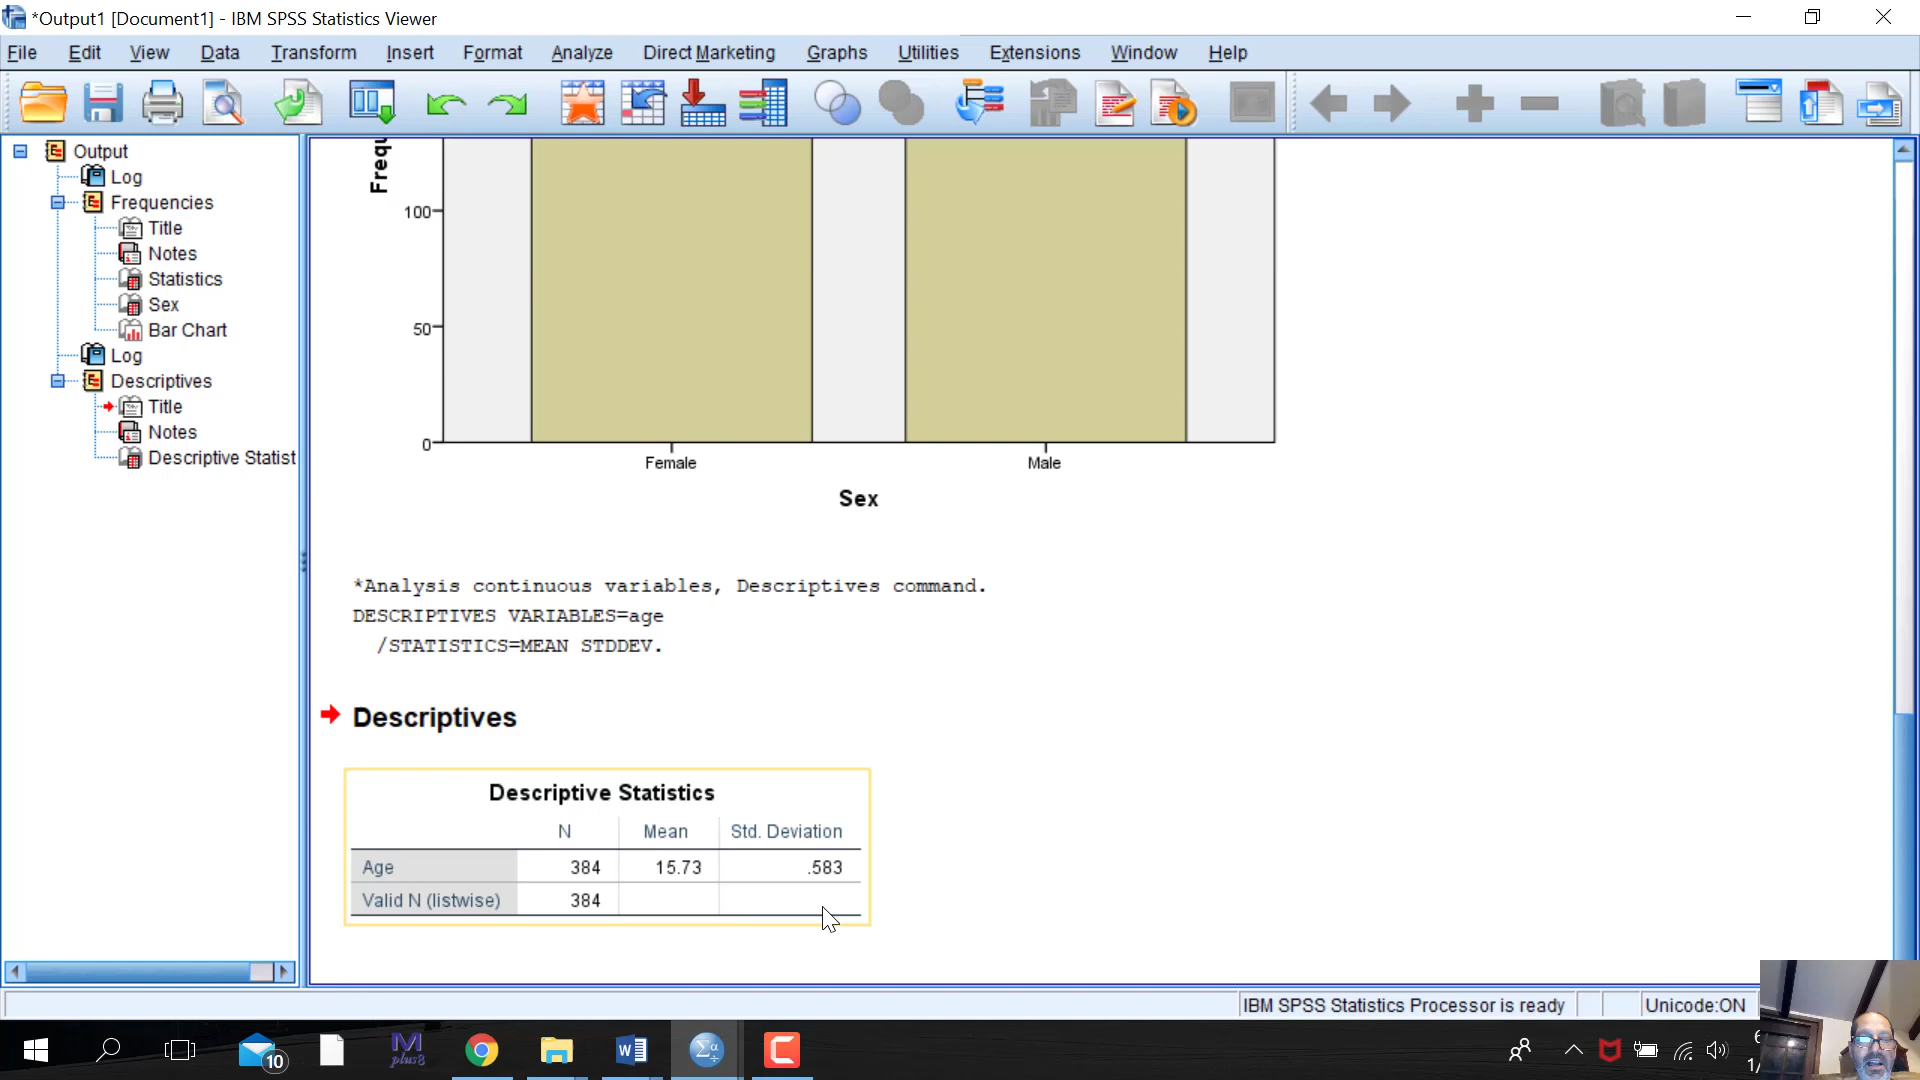 *Output1 [Document1] - IBM SPSS Statistics Viewer
File Edit View Data Transform Insert Format Analyze Direct Marketing Graphs Utilities Extensions Window Help
Output
Log
Frequencies
Title
Notes
Statistics
Sex
Bar Chart
Log
Descriptives
Title
Notes
Descriptive Statist
Frequ
100
50
0
Female Male
Sex
*Analysis continuous variables, Descriptives command.
DESCRIPTIVES VARIABLES=age
/STATISTICS=MEAN STDDEV.
Descriptives
Descriptive Statistics
N Mean Std. Deviation
Age 384 15.73 .583
Valid N (listwise) 384
IBM SPSS Statistics Processor is ready Unicode:ON
10
M
plus8
W
Σα
C